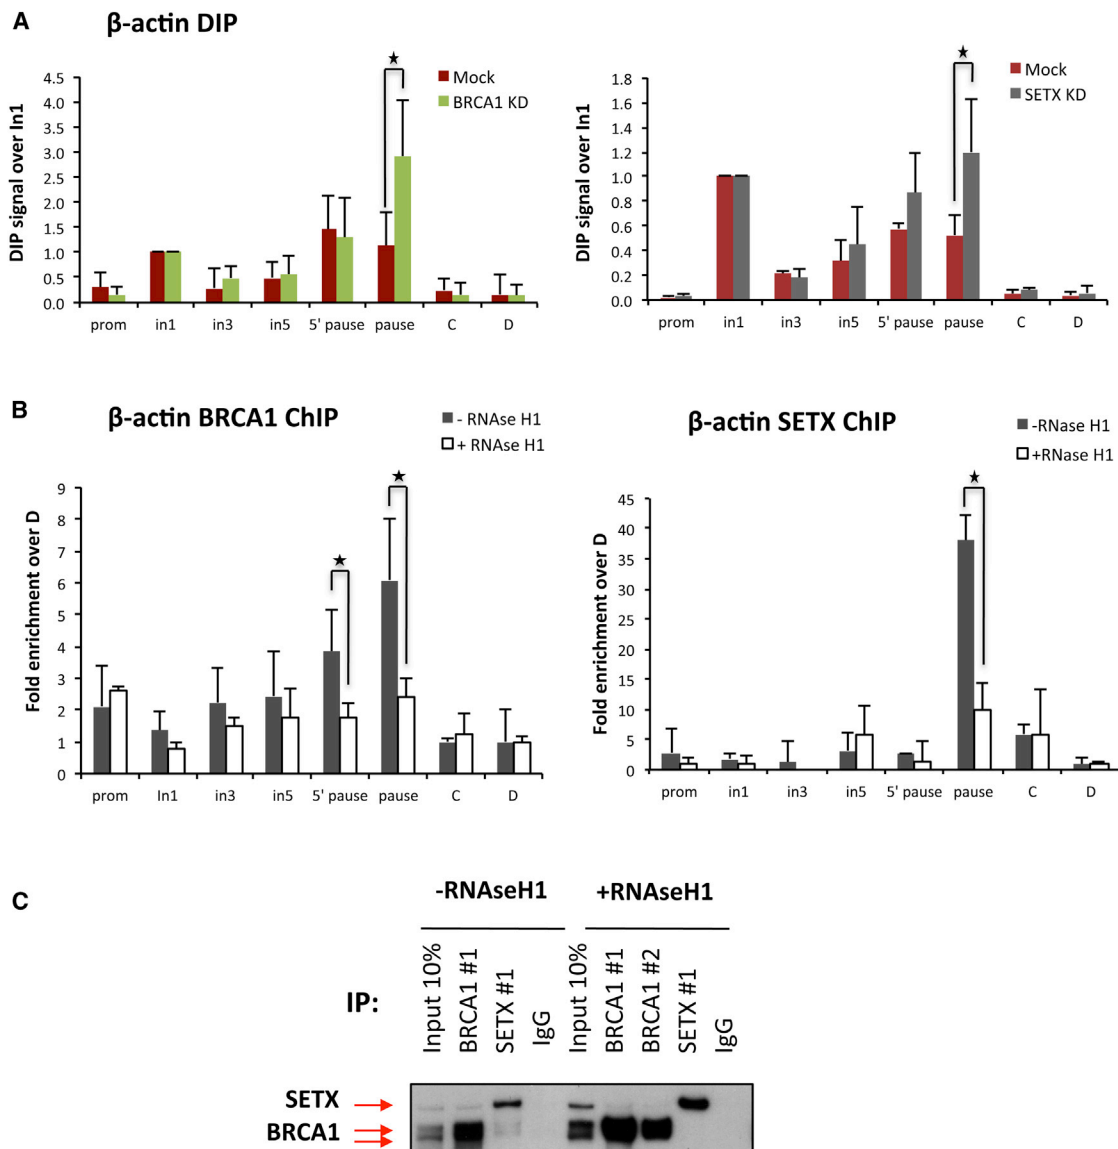 A
β-actin DIP
DIP signal over In1
4.5
4.0
3.5
3.0
2.5
2.0
1.5
1.0
0.5
0.0
Mock
BRCA1 KD
prom in1 in3 in5 5' pause pause C D
DIP signal over In1
1.8
1.6
1.4
1.2
1.0
0.8
0.6
0.4
0.2
0.0
Mock
SETX KD
prom in1 in3 in5 5' pause pause C D
B
β-actin BRCA1 ChIP
- RNAse H1
+ RNAse H1
Fold enrichment over D
9
8
7
6
5
4
3
2
1
0
prom In1 in3 in5 5' pause pause C D
β-actin SETX ChIP
-RNase H1
+RNase H1
Fold enrichment over D
45
40
35
30
25
20
15
10
5
0
prom in1 in3 in5 5' pause pause C D
C
-RNAseH1 +RNAseH1
IP:
Input 10%
BRCA1 #1
SETX #1
IgG
Input 10%
BRCA1 #1
BRCA1 #2
SETX #1
IgG
SETX
BRCA1